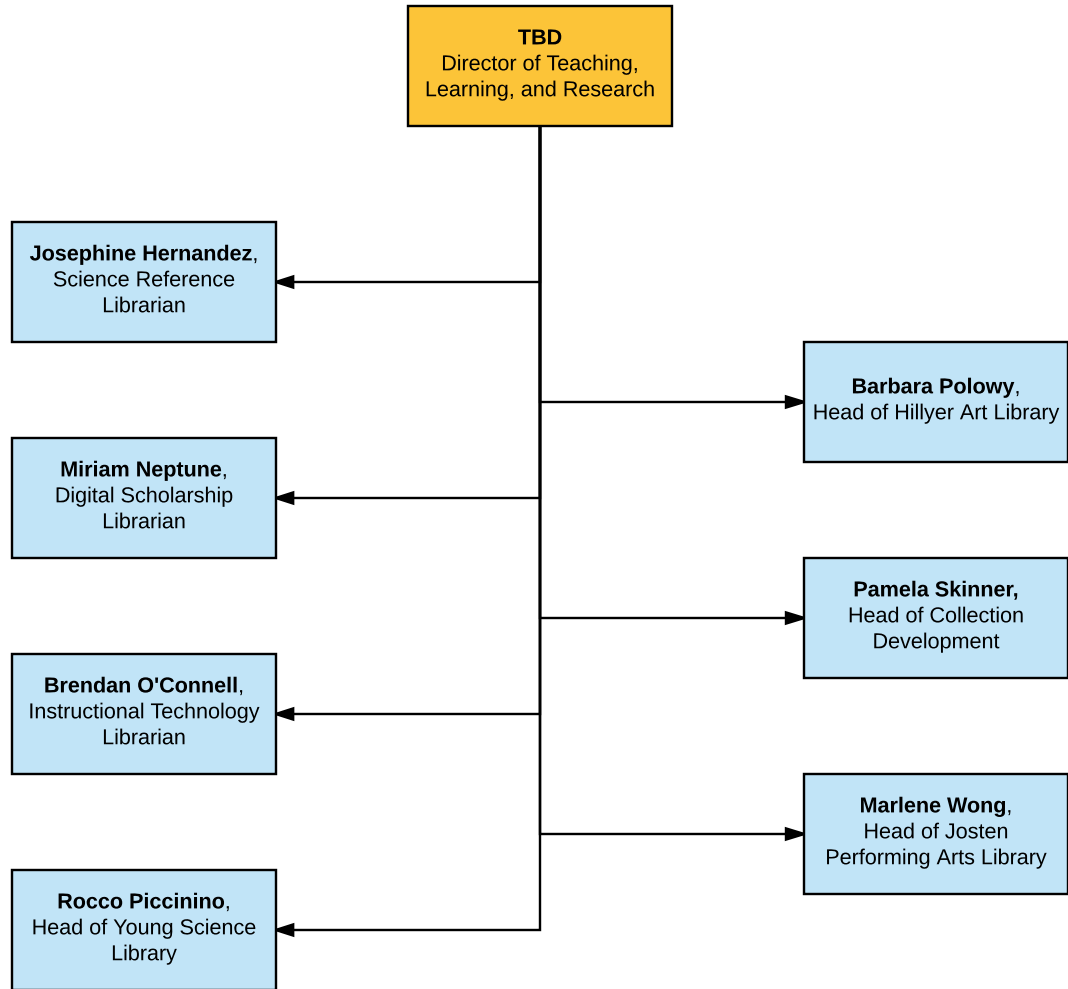 TBD
Director of Teaching,
Learning, and Research
Josephine Hernandez,
Science Reference
Librarian
Barbara Polowy,
Head of Hillyer Art Library
Miriam Neptune,
Digital Scholarship
Librarian
Pamela Skinner,
Head of Collection
Development
Brendan O'Connell,
Instructional Technology
Librarian
Marlene Wong,
Head of Josten
Performing Arts Library
Rocco Piccinino,
Head of Young Science
Library